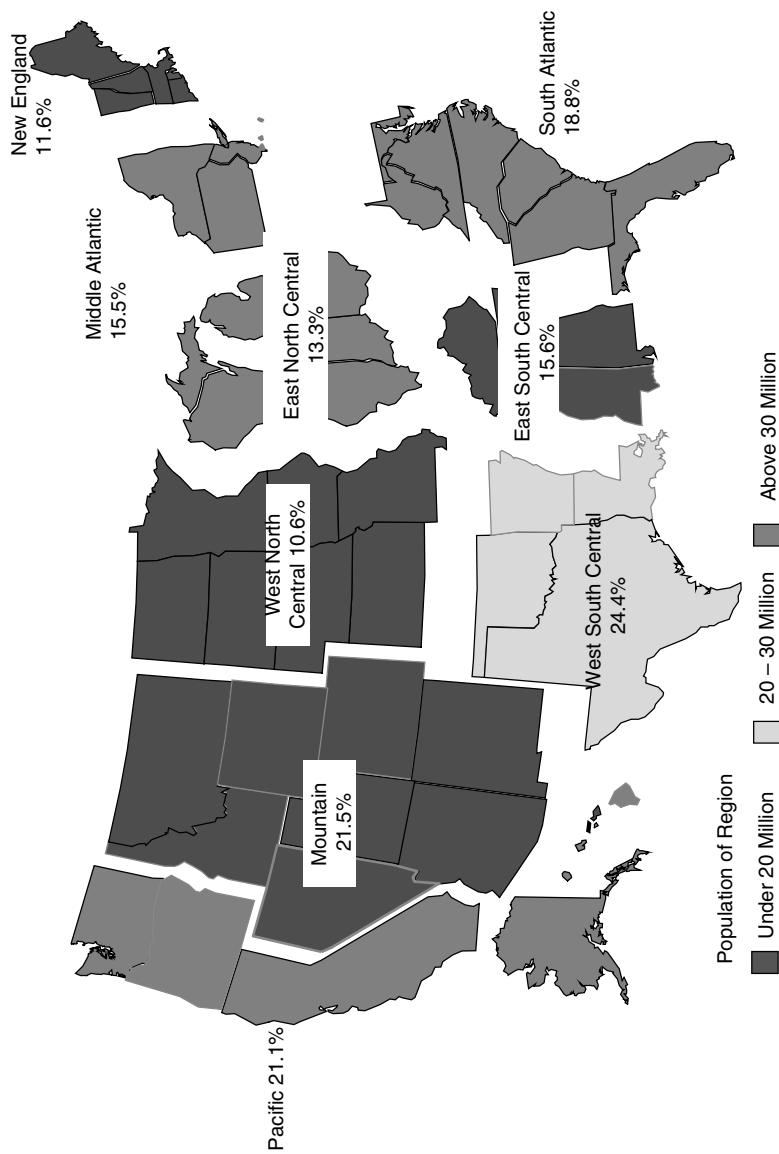 New England
11.6%
Middle Atlantic
15.5%
East North Central
13.3%
West North
Central 10.6%
Mountain
21.5%
Pacific 21.1%
South Atlantic
18.8%
East South Central
15.6%
West South Central
24.4%
Population of Region
Under 20 Million
20 – 30 Million
Above 30 Million